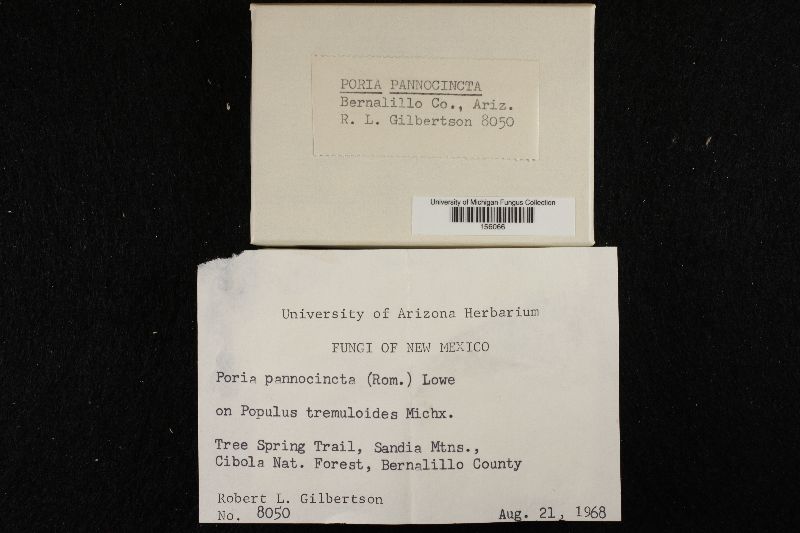 PORIA PANNOCINCTA
Bernalillo Co., Ariz.
R. L. Gilbertson 8050
University of Michigan Fungus Collection
156066
University of Arizona Herbarium
FUNGI OF NEW MEXICO
Poria pannocincta (Rom.) Lowe
on Populus tremuloides Michx.
Tree Spring Trail, Sandia Mtns.,
Cibola Nat. Forest, Bernalillo County
Robert L. Gilbertson
No. 8050 Aug. 21, 1968